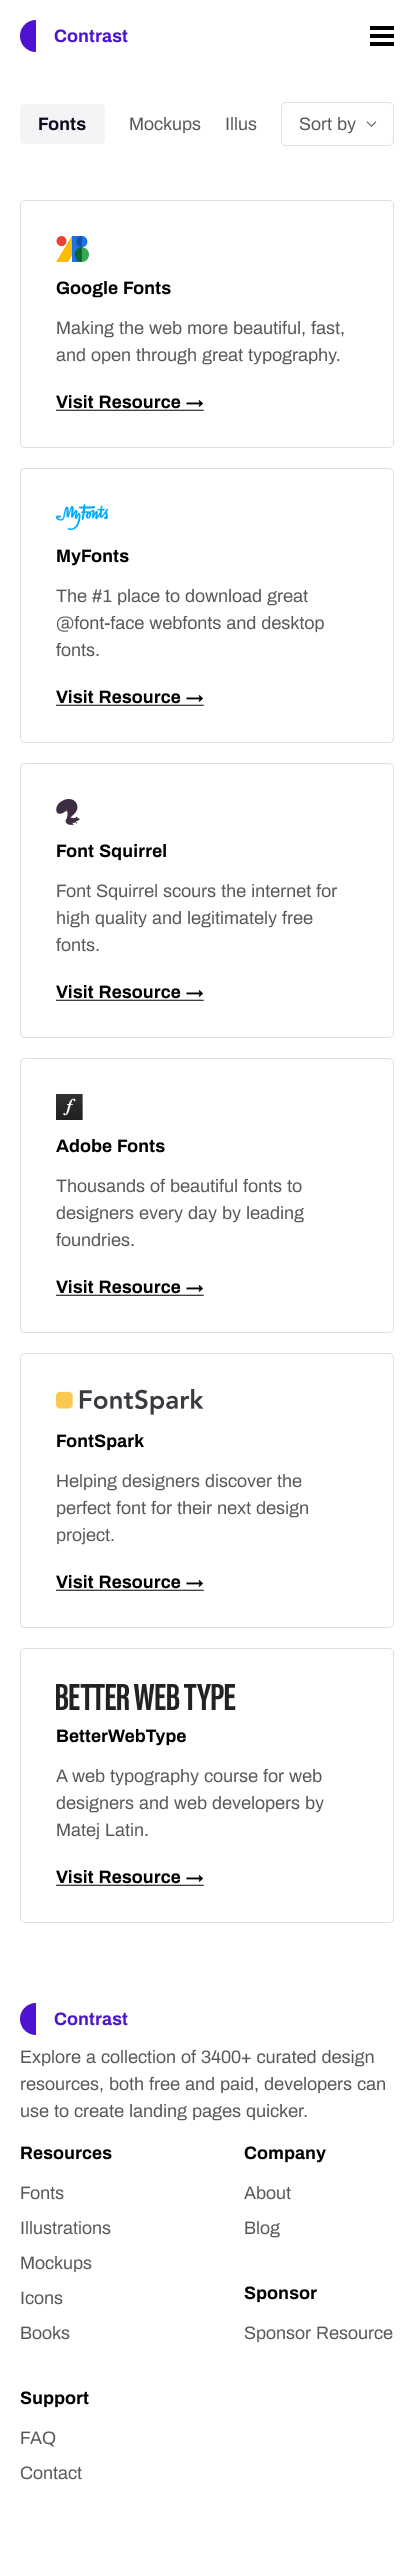 Contrast
Fonts Mockups Illus Sort by
Google Fonts
Making the web more beautiful, fast,
and open through great typography.
Visit Resource →
MyFonts
MyFonts
The #1 place to download great
@font-face webfonts and desktop
fonts.
Visit Resource →
Font Squirrel
Font Squirrel scours the internet for
high quality and legitimately free
fonts.
Visit Resource →
f
Adobe Fonts
Thousands of beautiful fonts to
designers every day by leading
foundries.
Visit Resource →
FontSpark
FontSpark
Helping designers discover the
perfect font for their next design
project.
Visit Resource →
BETTER WEB TYPE
BetterWebType
A web typography course for web
designers and web developers by
Matej Latin.
Visit Resource →
Contrast
Explore a collection of 3400+ curated design
resources, both free and paid, developers can
use to create landing pages quicker.
Resources
Fonts
Illustrations
Mockups
Icons
Books
Company
About
Blog
Sponsor
Sponsor Resource
Support
FAQ
Contact